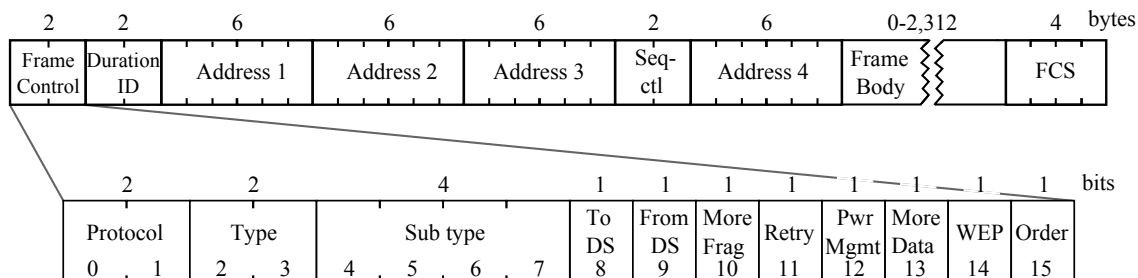 2 2 6 6 6 2 6 0-2,312 4 bytes
Frame Control Duration ID Address 1 Address 2 Address 3 Seq-ctl Address 4 Frame Body FCS
2 2 4 1 1 1 1 1 1 1 1 bits
Protocol Type Sub type To DS From DS More Frag Retry Pwr Mgmt More Data WEP Order
0 1 2 3 4 5 6 7 8 9 10 11 12 13 14 15